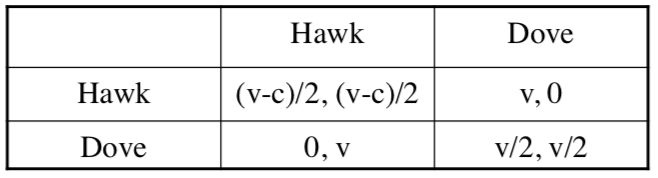 Hawk Dove
Hawk (v-c)/2, (v-c)/2 v, 0
Dove 0, v v/2, v/2